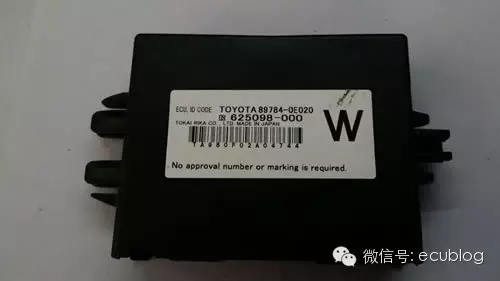 ECU, ID CODE TOYOTA 89784-0E020
625098-000
TOKAI RIKA CO., LTD. MADE IN JAPAN
W
No approval number or marking is required.
微信号: ecublog